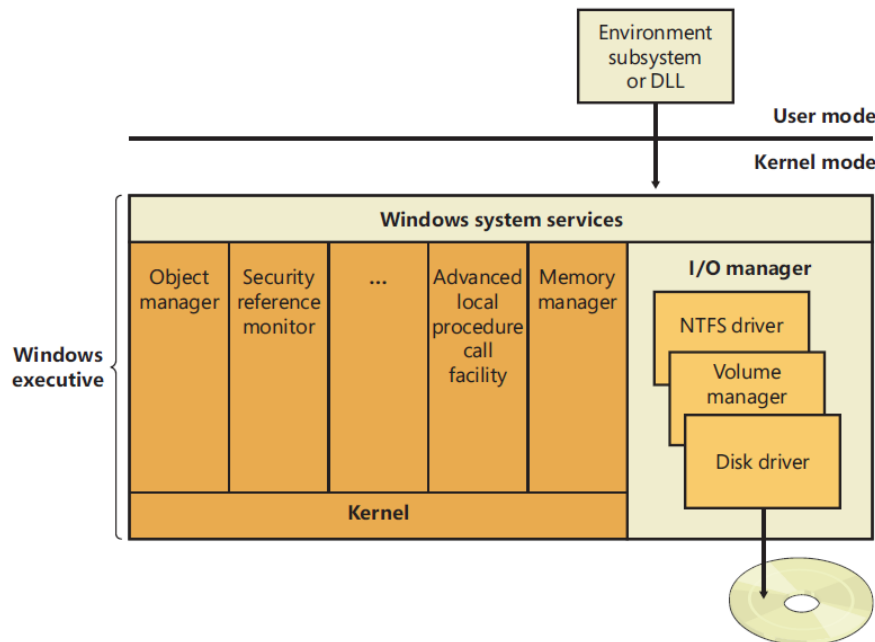 Environment
subsystem
or DLL
User mode
Kernel mode
Windows system services
Object
manager
Security
reference
monitor
...
Advanced
local
procedure
call
facility
Memory
manager
I/O manager
NTFS driver
Volume
manager
Disk driver
Windows
executive
Kernel